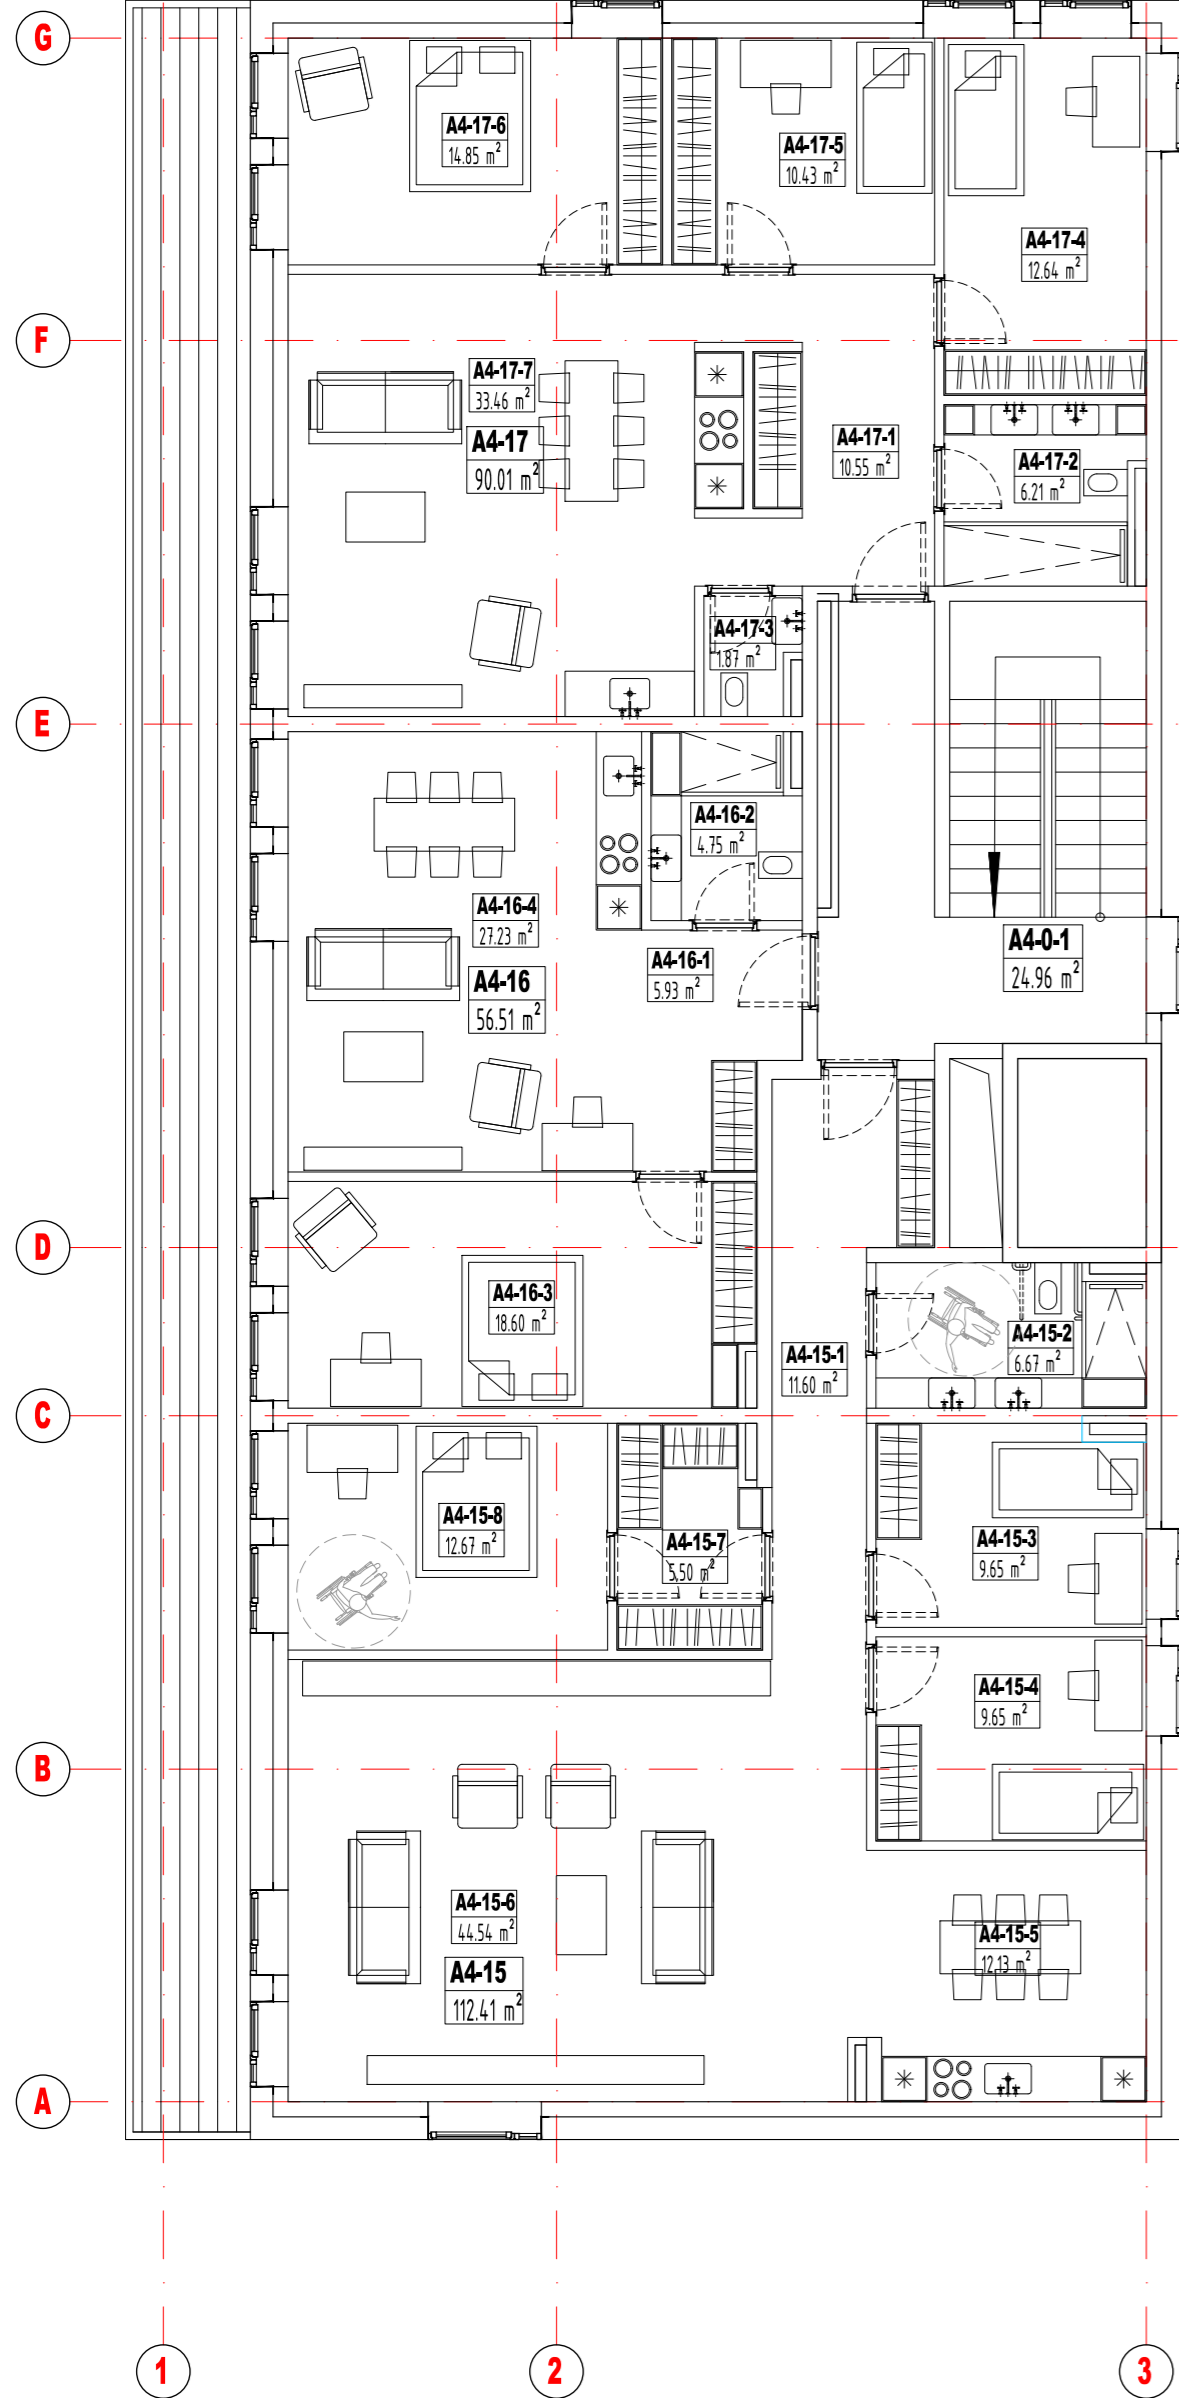 G
A4-17-6
14.85 m²
A4-17-5
10.43 m²
A4-17-4
12.64 m²
F
A4-17-7
33.46 m²
A4-17
90.01 m²
A4-17-1
10.55 m²
A4-17-2
6.21 m²
A4-17-3
1.87 m²
E
A4-16-2
4.75 m²
A4-16-4
27.23 m²
A4-16
56.51 m²
A4-16-1
5.93 m²
A4-0-1
24.96 m²
D
A4-16-3
18.60 m²
A4-15-1
11.60 m²
A4-15-2
6.67 m²
C
A4-15-8
12.67 m²
A4-15-7
5.50 m²
A4-15-3
9.65 m²
A4-15-4
9.65 m²
B
A4-15-6
44.54 m²
A4-15
112.41 m²
A4-15-5
12.13 m²
A
1
2
3